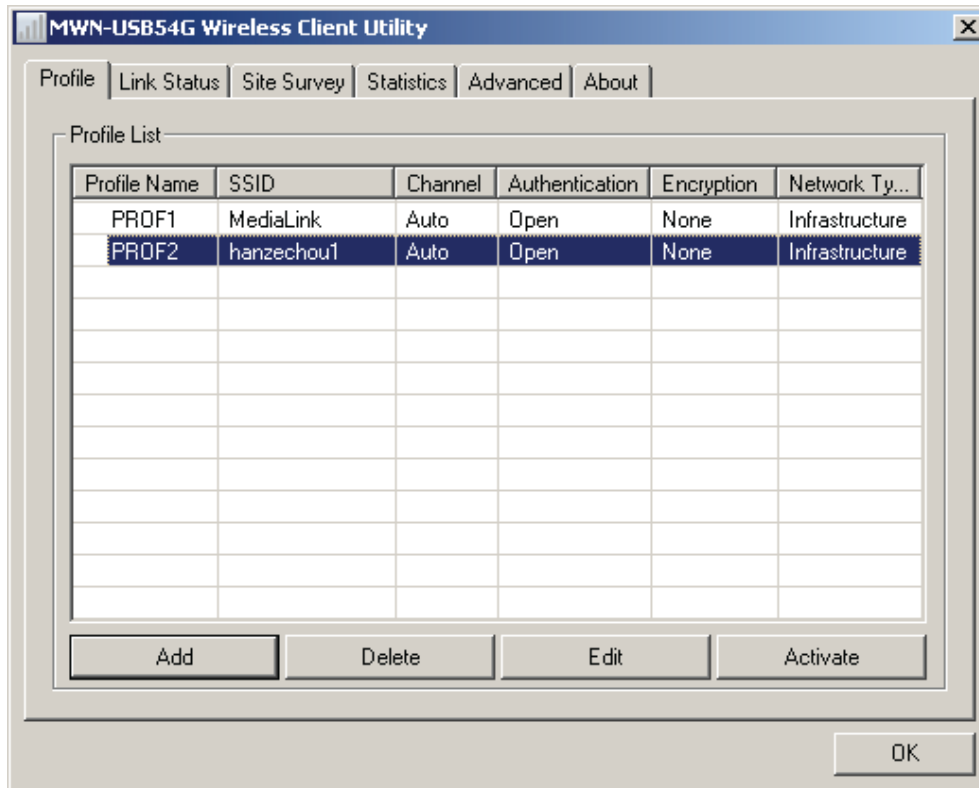 MWN-USB54G Wireless Client Utility
Profile Link Status Site Survey Statistics Advanced About
Profile List
Profile Name SSID Channel Authentication Encryption Network Ty...
PROF1 MediaLink Auto Open None Infrastructure
PROF2 hanzechou1 Auto Open None Infrastructure
Add Delete Edit Activate
OK